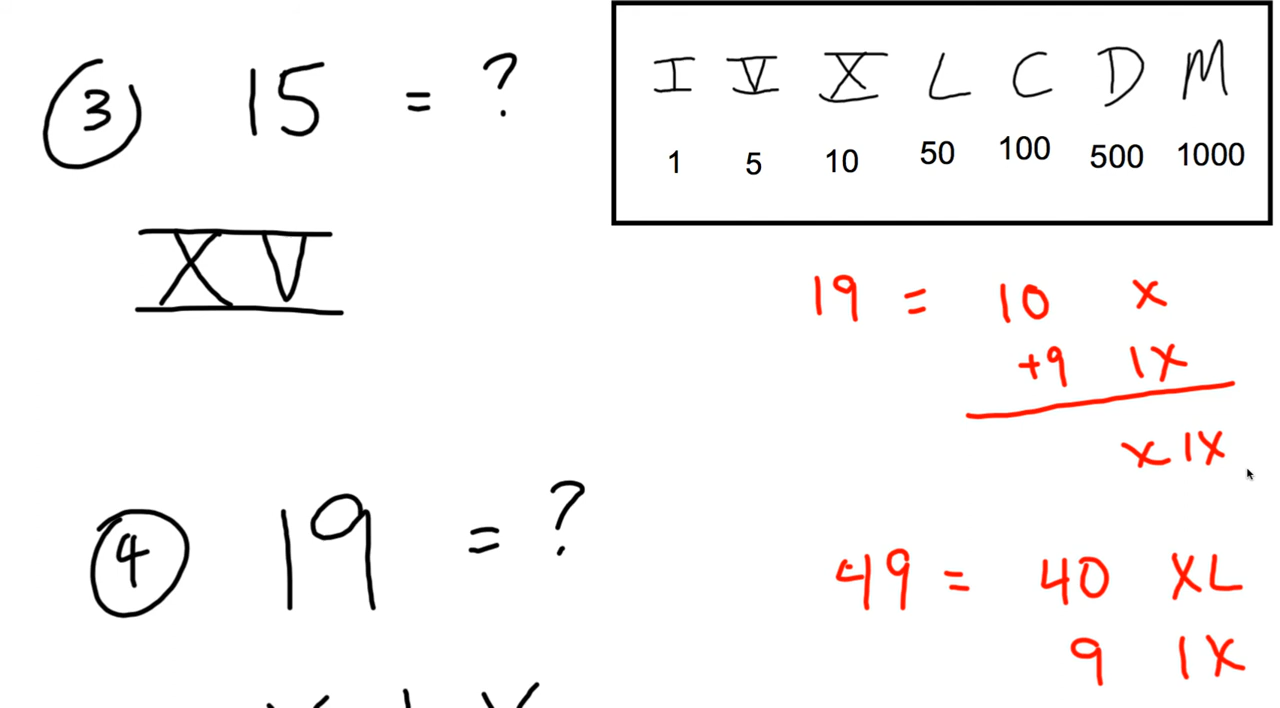 3 15 = ?
XV
4 19 = ?
X I X
I V X L C D M
1 5 10 50 100 500 1000
19 = 10 X
+9 IX
X IX
49 = 40 XL
9 IX